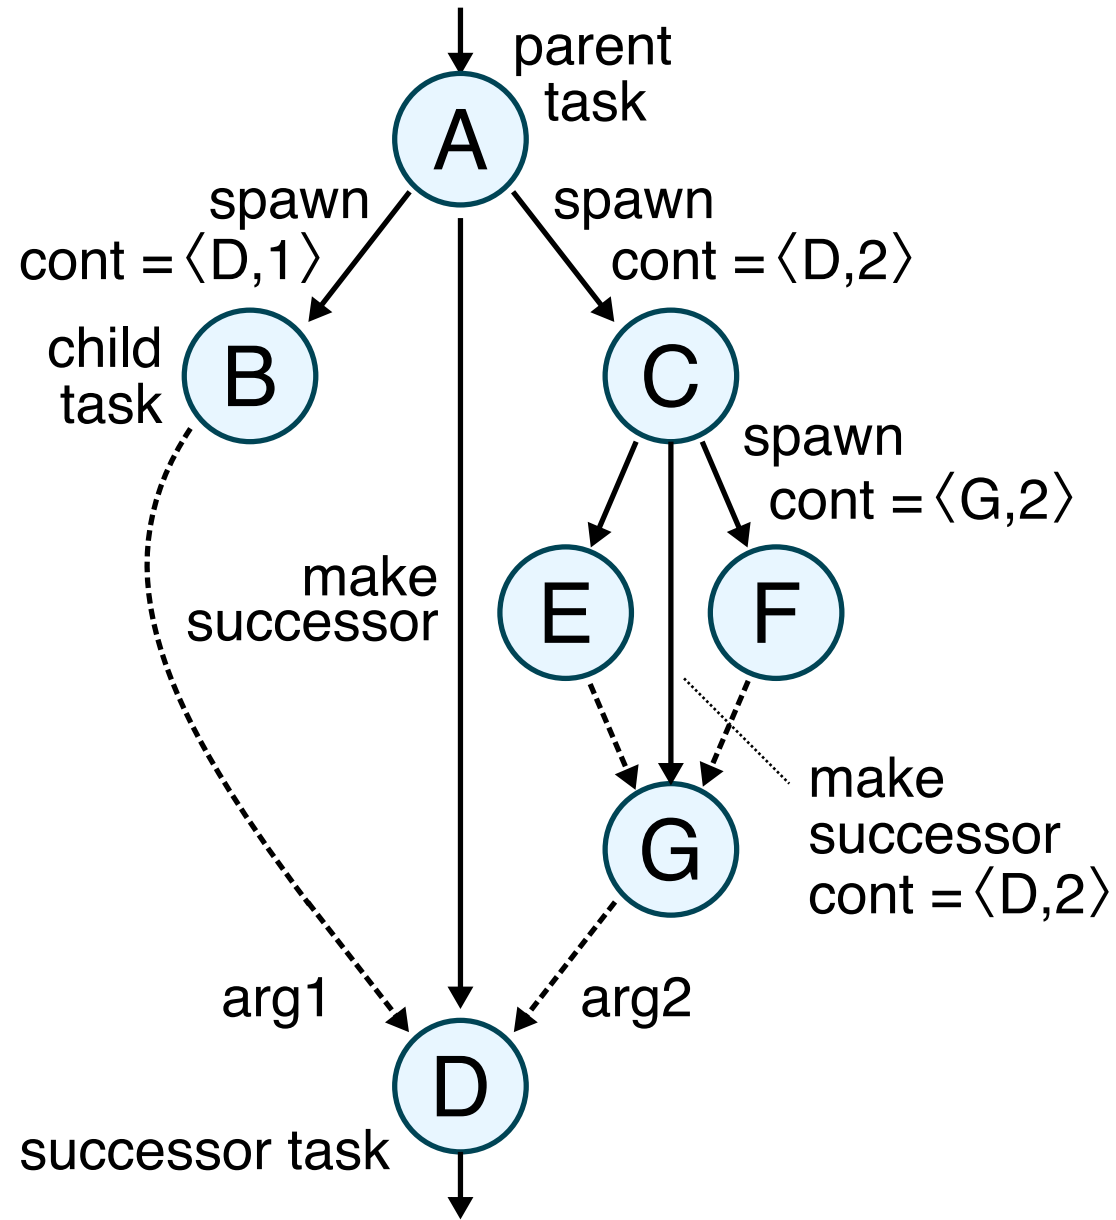 parent
task
A
spawn
cont = ⟨D,1⟩
spawn
cont = ⟨D,2⟩
child
task
B
C
spawn
cont = ⟨G,2⟩
make
successor
E
F
make
successor
cont = ⟨D,2⟩
G
arg1
arg2
D
successor task